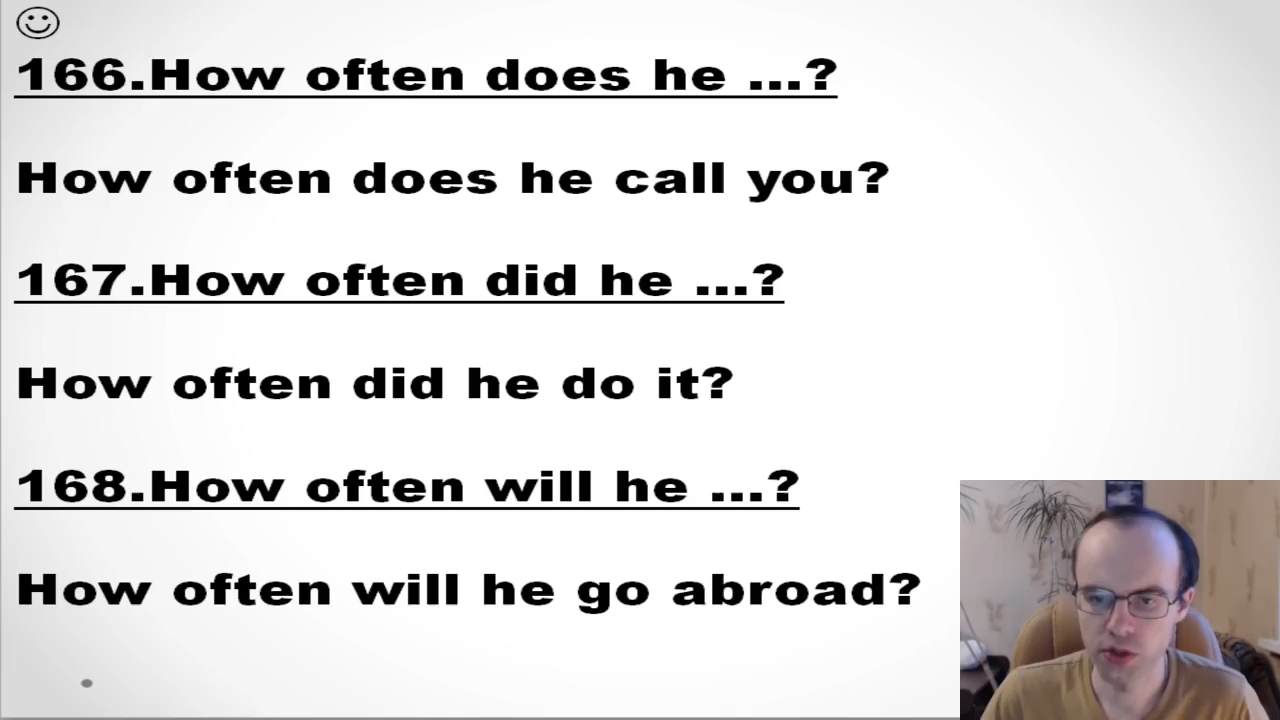 166.How often does he ...?
How often does he call you?
167.How often did he ...?
How often did he do it?
168.How often will he ...?
How often will he go abroad?